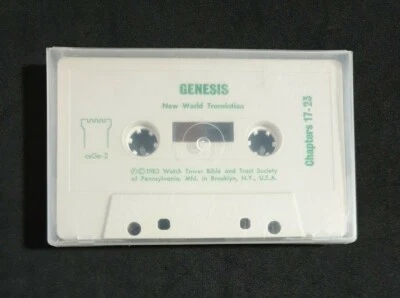 GENESIS
New World Translation
Chapters 17-23
©℗1982 Watch Tower Bible and Tract Society
of Pennsylvania. Mfd. in Brooklyn, N.Y., U.S.A.